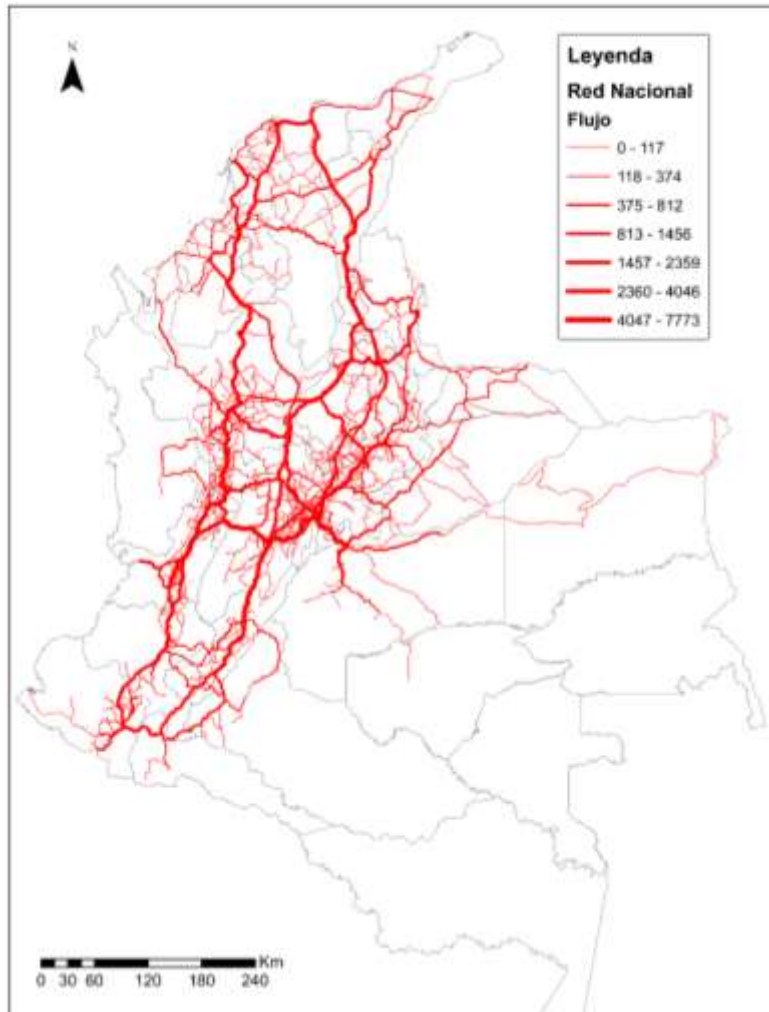 N
Leyenda
Red Nacional
Flujo
0 - 117
118 - 374
375 - 812
813 - 1456
1457 - 2359
2360 - 4046
4047 - 7773
Km
0 30 60 120 180 240